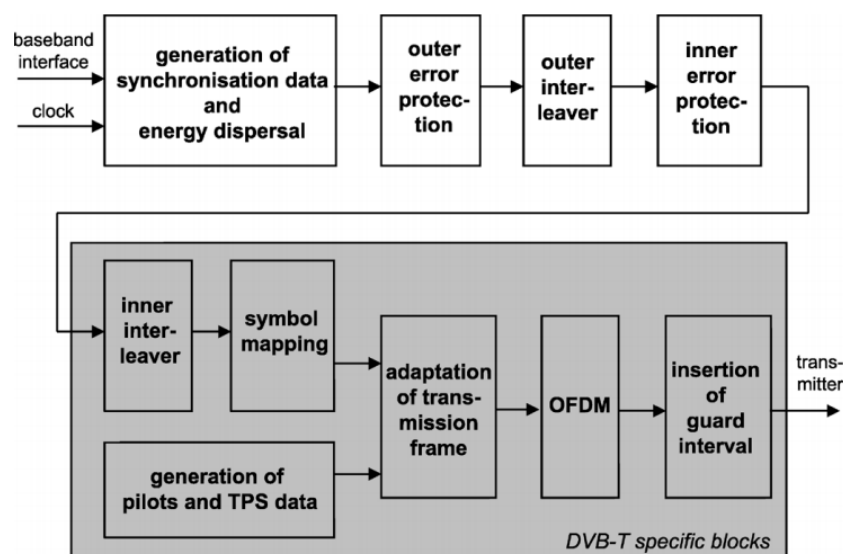 baseband
interface
clock
generation of
synchronisation data
and
energy dispersal
outer
error
protec-
tion
outer
inter-
leaver
inner
error
protec-
tion
inner
inter-
leaver
symbol
mapping
generation of
pilots and TPS data
adaptation
of trans-
mission
frame
OFDM
insertion
of
guard
interval
trans-
mitter
DVB-T specific blocks